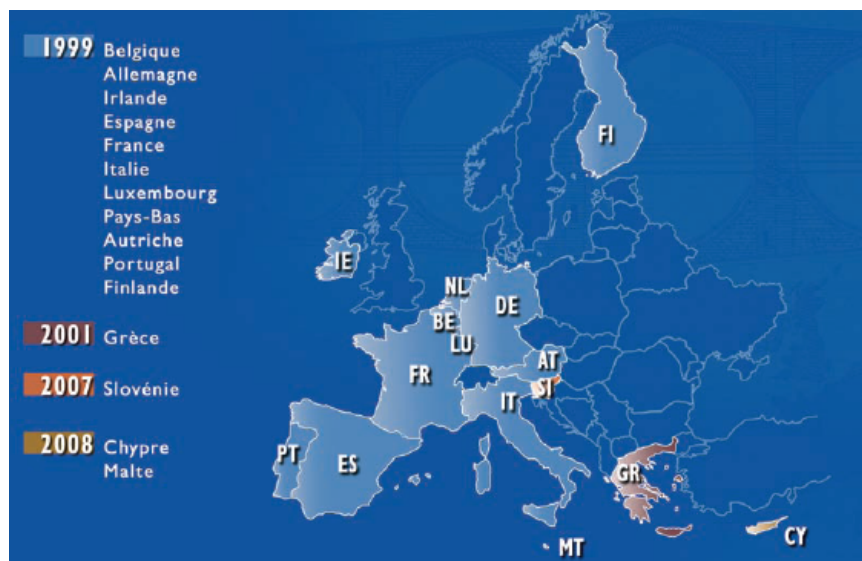 1999 Belgique
Allemagne
Irlande
Espagne
France
Italie
Luxembourg
Pays-Bas
Autriche
Portugal
Finlande
2001 Grèce
2007 Slovénie
2008 Chypre
Malte
FI
IE
NL
DE
BE
LU
AT
FR
SI
IT
PT
ES
GR
CY
MT